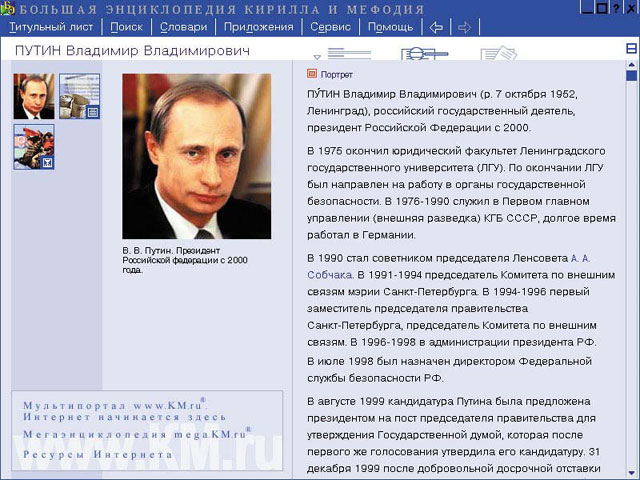 БОЛЬШАЯ ЭНЦИКЛОПЕДИЯ КИРИЛЛА И МЕФОДИЯ
Титульный лист Поиск Словари Приложения Сервис Помощь
ПУТИН Владимир Владимирович
Портрет
ПУ́ТИН Владимир Владимирович (р. 7 октября 1952,
Ленинград), российский государственный деятель,
президент Российской Федерации с 2000.
В 1975 окончил юридический факультет Ленинградского
государственного университета (ЛГУ). По окончании ЛГУ
был направлен на работу в органы государственной
безопасности. В 1976-1990 служил в Первом главном
управлении (внешняя разведка) КГБ СССР, долгое время
работал в Германии.
В 1990 стал советником председателя Ленсовета А. А.
Собчака. В 1991-1994 председатель Комитета по внешним
связям мэрии Санкт-Петербурга. В 1994-1996 первый
заместитель председателя правительства
Санкт-Петербурга, председатель Комитета по внешним
связям. В 1996-1998 в администрации президента РФ.
В июле 1998 был назначен директором Федеральной
службы безопасности РФ.
В августе 1999 кандидатура Путина была предложена
президентом на пост председателя правительства для
утверждения Государственной думой, которая после
первого же голосования утвердила его кандидатуру. 31
декабря 1999 после добровольной досрочной отставки
В. В. Путин. Президент
Российской федерации с 2000
года.
Мультипортал www.KM.ru®.
Интернет начинается здесь
Мегаэнциклопедия mega.KM.ru®
Ресурсы Интернета
www.KM.ru